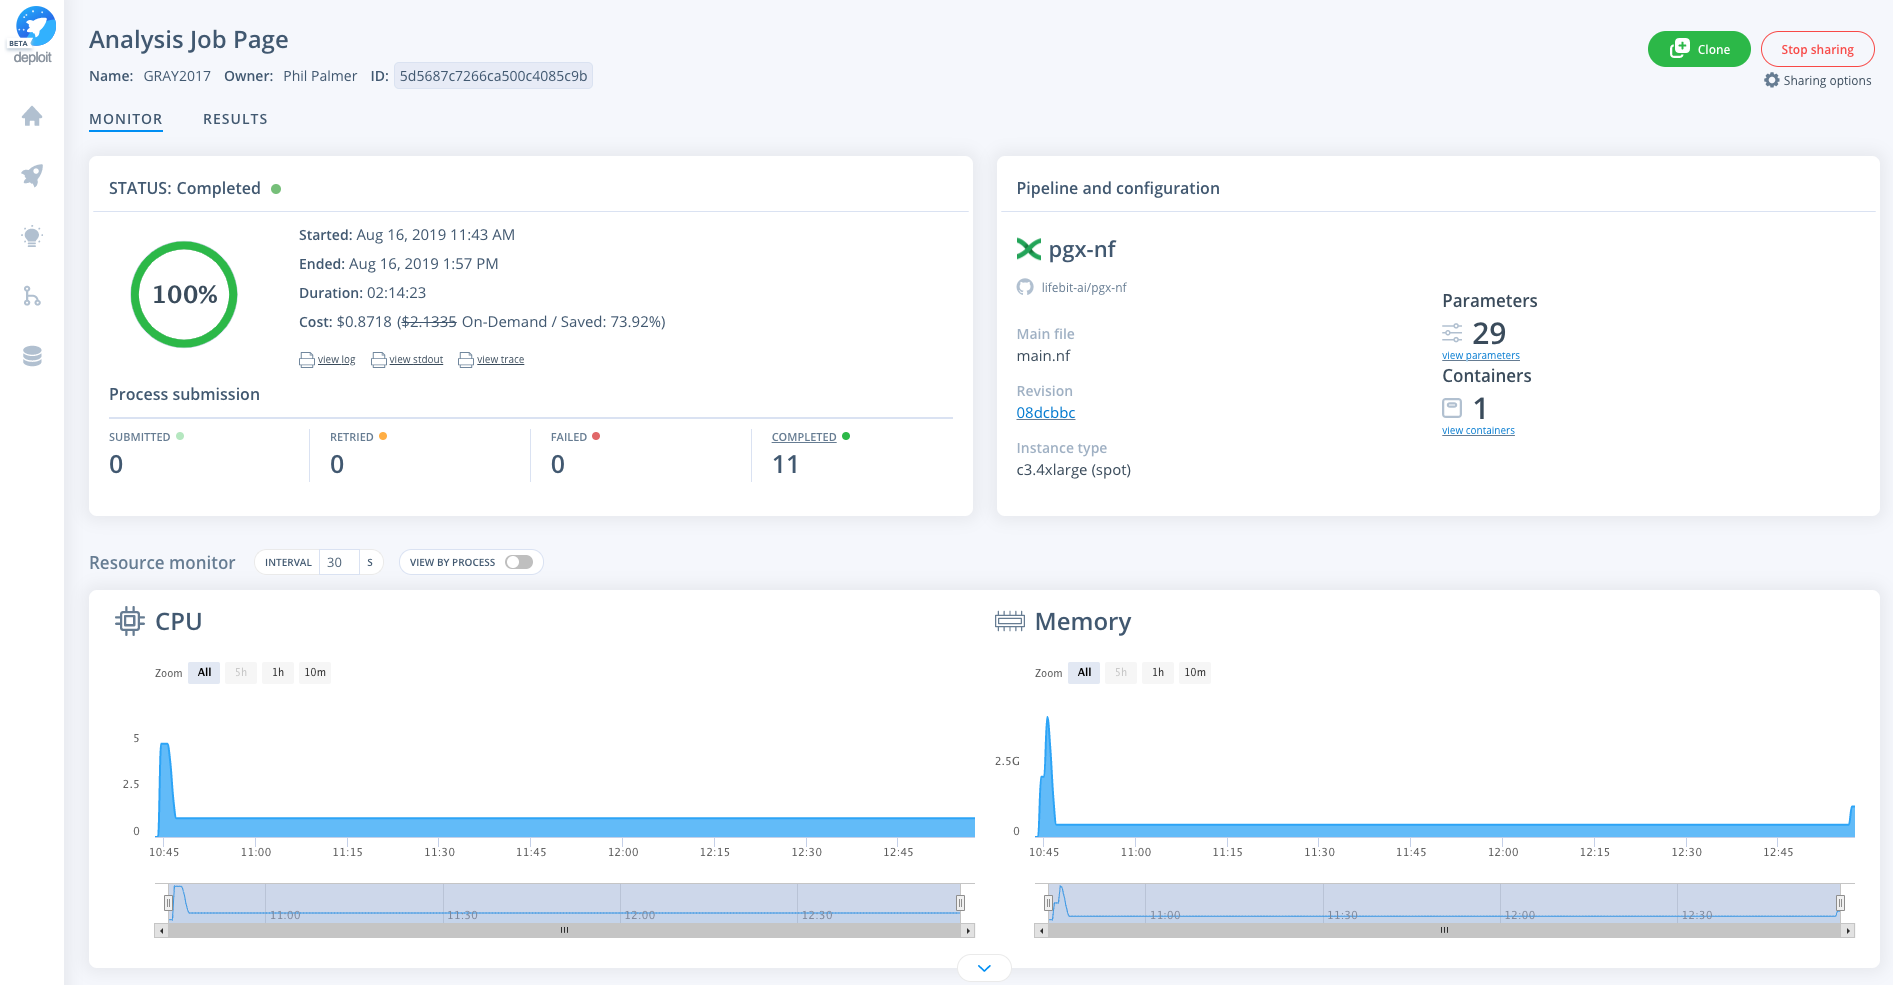 BETA
deploit
Analysis Job Page
Name: GRAY2017 Owner: Phil Palmer ID: 5d5687c7266ca500c4085c9b
Clone
Stop sharing
Sharing options
MONITOR RESULTS
STATUS: Completed
100%
Started: Aug 16, 2019 11:43 AM
Ended: Aug 16, 2019 1:57 PM
Duration: 02:14:23
Cost: $0.8718 ($2.1335 On-Demand / Saved: 73.92%)
view log view stdout view trace
Process submission
SUBMITTED RETRIED FAILED COMPLETED
0 0 0 11
Pipeline and configuration
pgx-nf
lifebit-ai/pgx-nf
Main file
main.nf
Revision
08dcbbc
Instance type
c3.4xlarge (spot)
Parameters
29
view parameters
Containers
1
view containers
Resource monitor INTERVAL 30 S VIEW BY PROCESS
CPU
Zoom All 5h 1h 10m
5
2.5
0
10:45 11:00 11:15 11:30 11:45 12:00 12:15 12:30 12:45
11:00 11:30 12:00 12:30
Memory
Zoom All 5h 1h 10m
2.5G
0
10:45 11:00 11:15 11:30 11:45 12:00 12:15 12:30 12:45
11:00 11:30 12:00 12:30